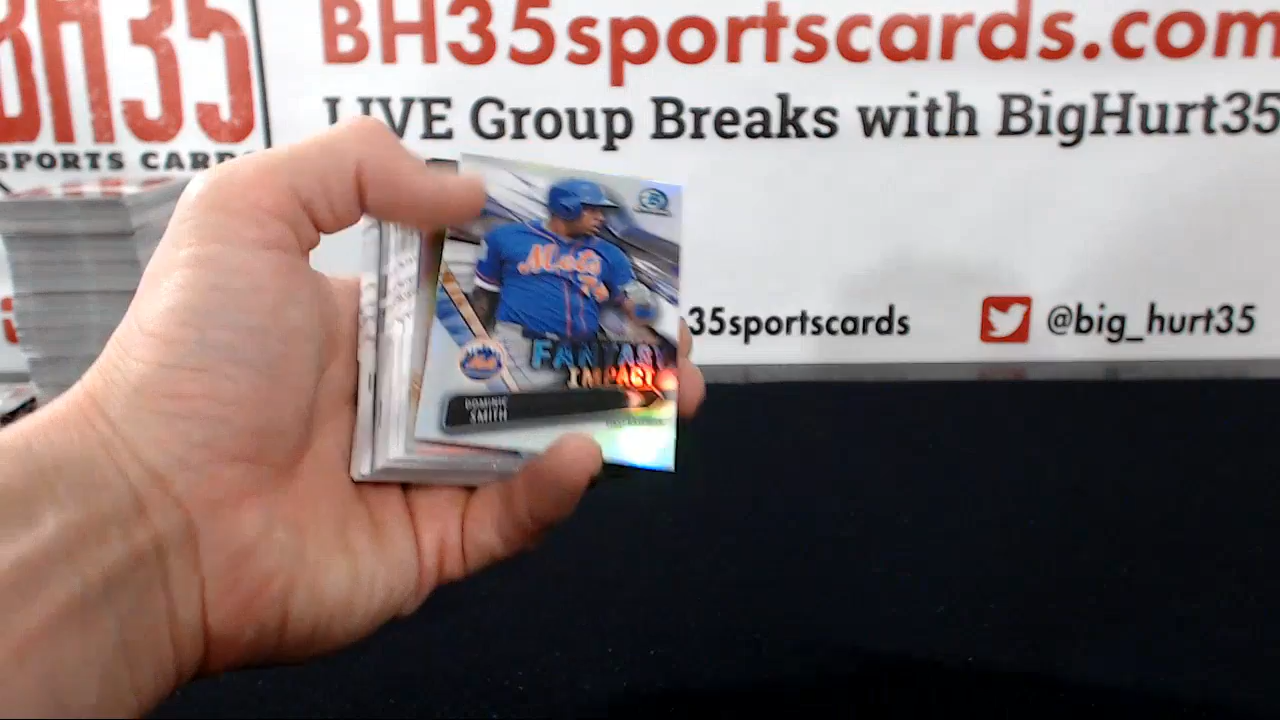 BH35
SPORTS CARDS
BH35sportscards.com
LIVE Group Breaks with BigHurt35
35sportscards
@big_hurt35
Mets
FANTASY
IMPACT
DOMINIC
SMITH